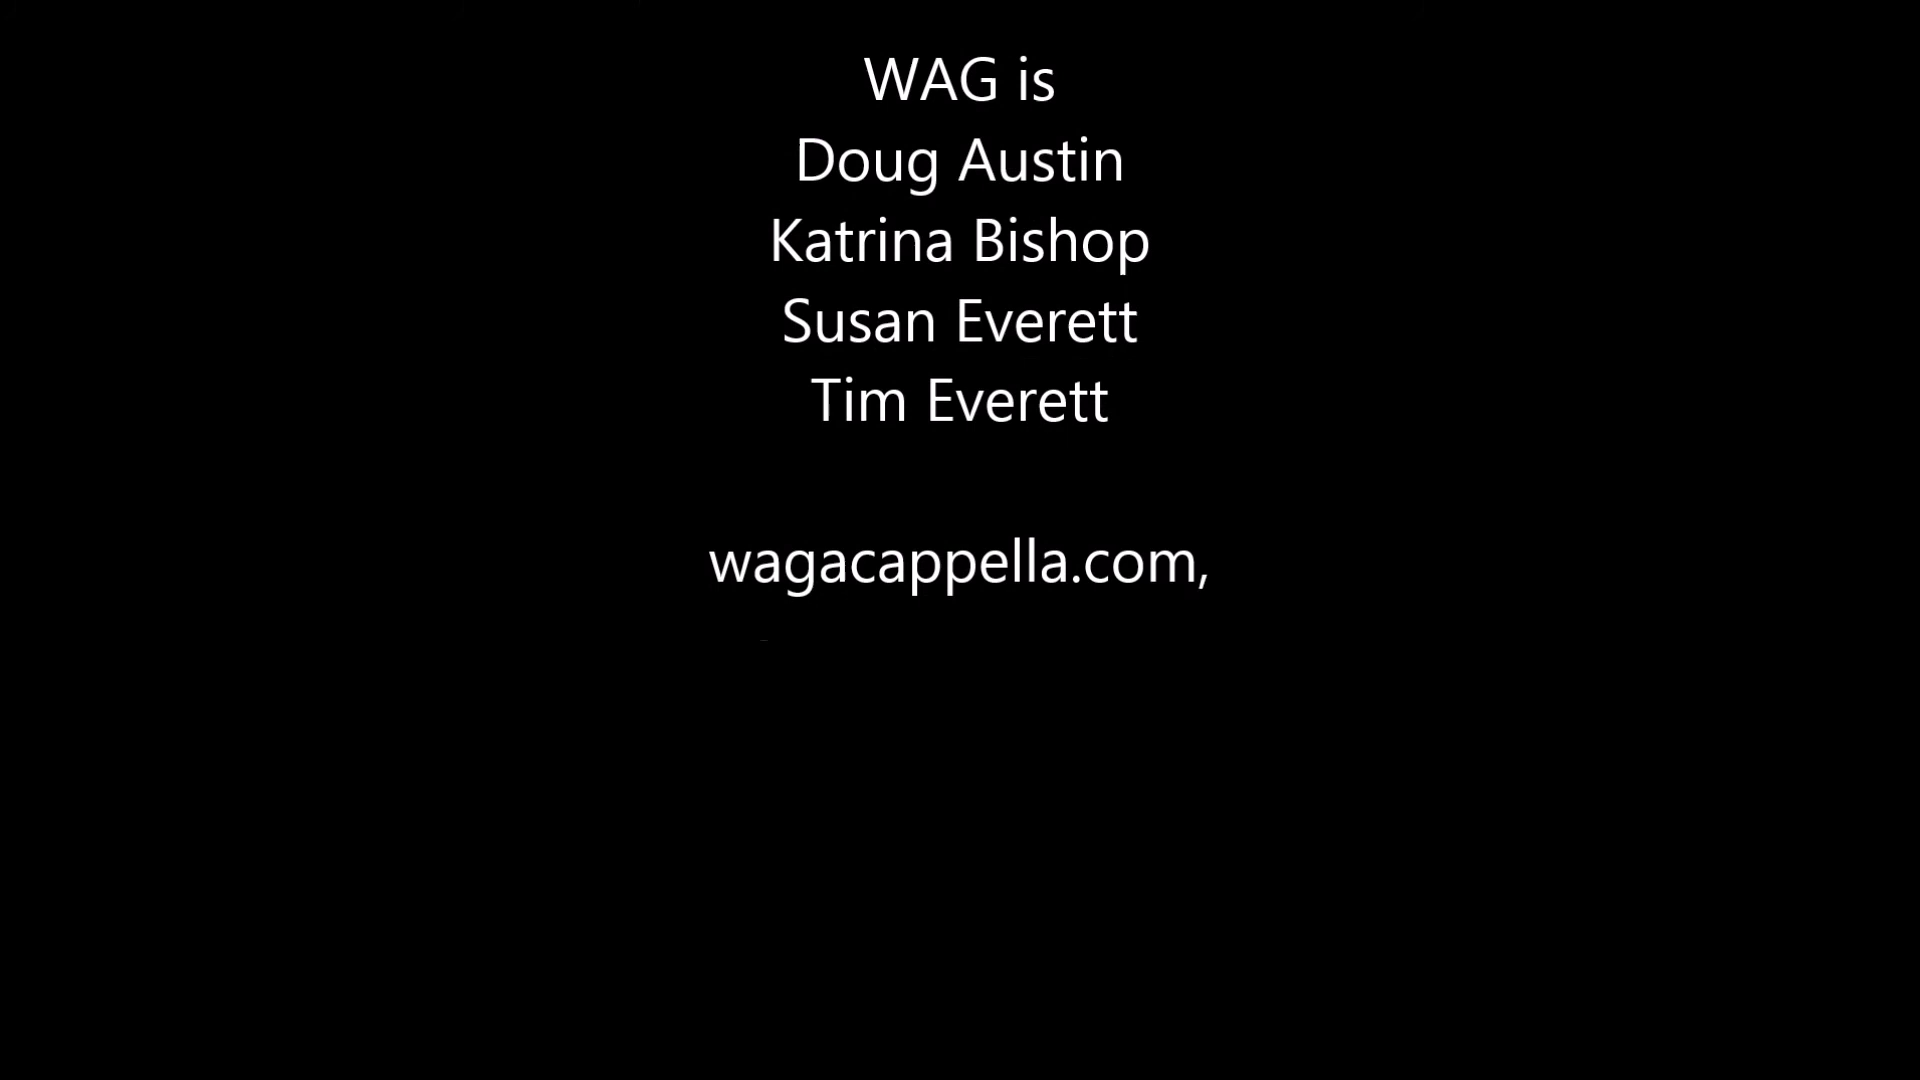 WAG is
Doug Austin
Katrina Bishop
Susan Everett
Tim Everett
wagacappella.com,